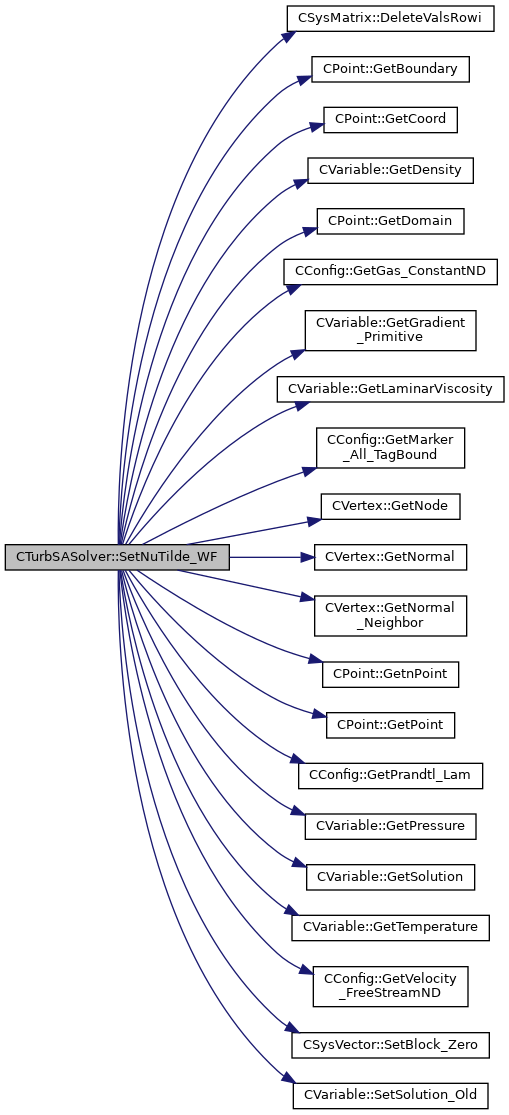 CSysMatrix::DeleteValsRowi
CPoint::GetBoundary
CPoint::GetCoord
CVariable::GetDensity
CPoint::GetDomain
CConfig::GetGas_ConstantND
CVariable::GetGradient
_Primitive
CVariable::GetLaminarViscosity
CConfig::GetMarker
_All_TagBound
CVertex::GetNode
CTurbSASolver::SetNuTilde_WF
CVertex::GetNormal
CVertex::GetNormal
_Neighbor
CPoint::GetnPoint
CPoint::GetPoint
CConfig::GetPrandtl_Lam
CVariable::GetPressure
CVariable::GetSolution
CVariable::GetTemperature
CConfig::GetVelocity
_FreeStreamND
CSysVector::SetBlock_Zero
CVariable::SetSolution_Old